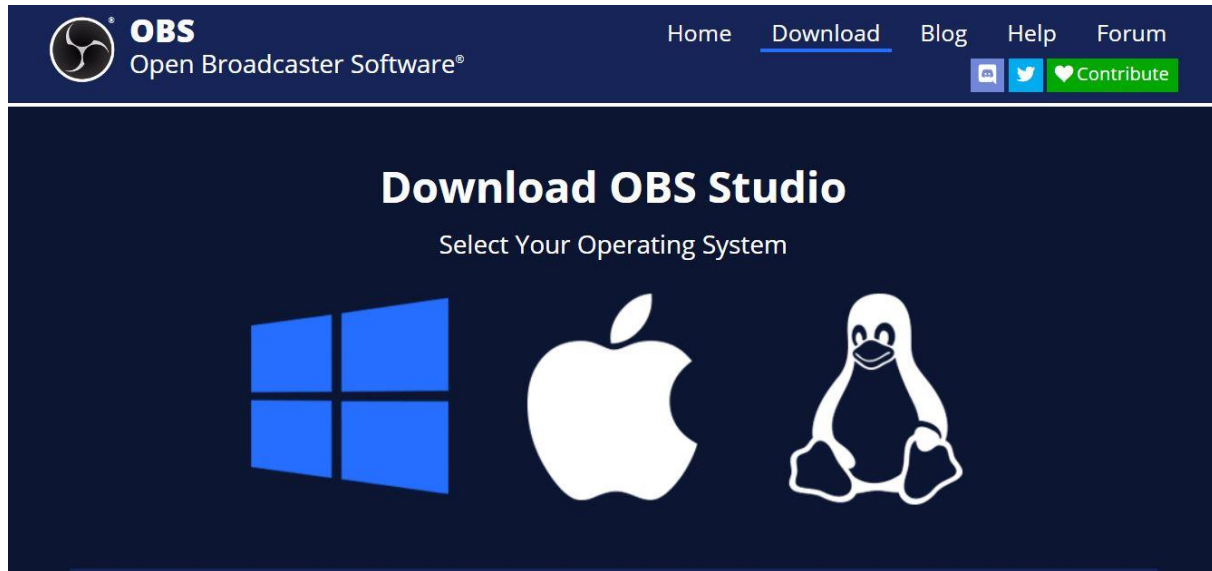 OBS
Open Broadcaster Software®
Home Download Blog Help Forum
Contribute
Download OBS Studio
Select Your Operating System